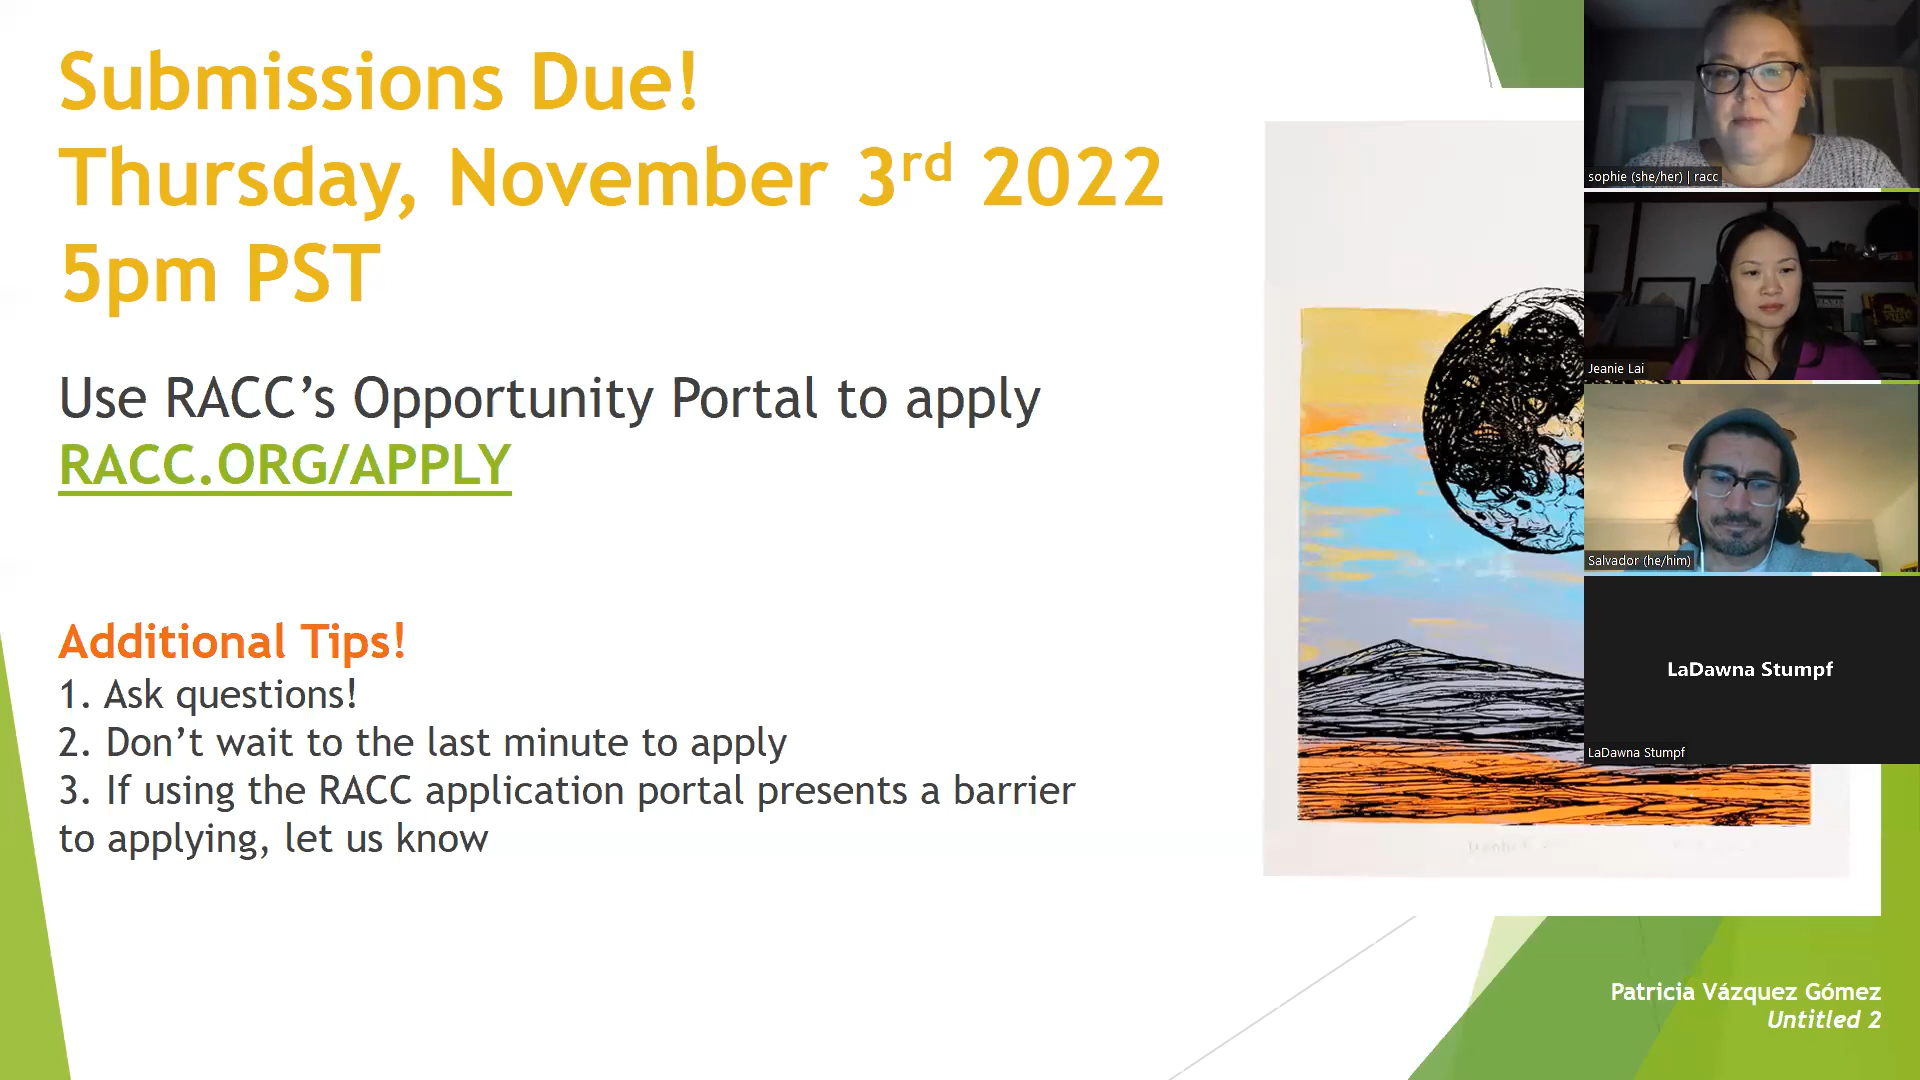 Submissions Due!
Thursday, November 3rd 2022
5pm PST
Use RACC’s Opportunity Portal to apply
RACC.ORG/APPLY
Additional Tips!
1. Ask questions!
2. Don’t wait to the last minute to apply
3. If using the RACC application portal presents a barrier
to applying, let us know
sophie (she/her) | racc
Jeanie Lai
Salvador (he/him)
LaDawna Stumpf
LaDawna Stumpf
Patricia Vázquez Gómez
Untitled 2